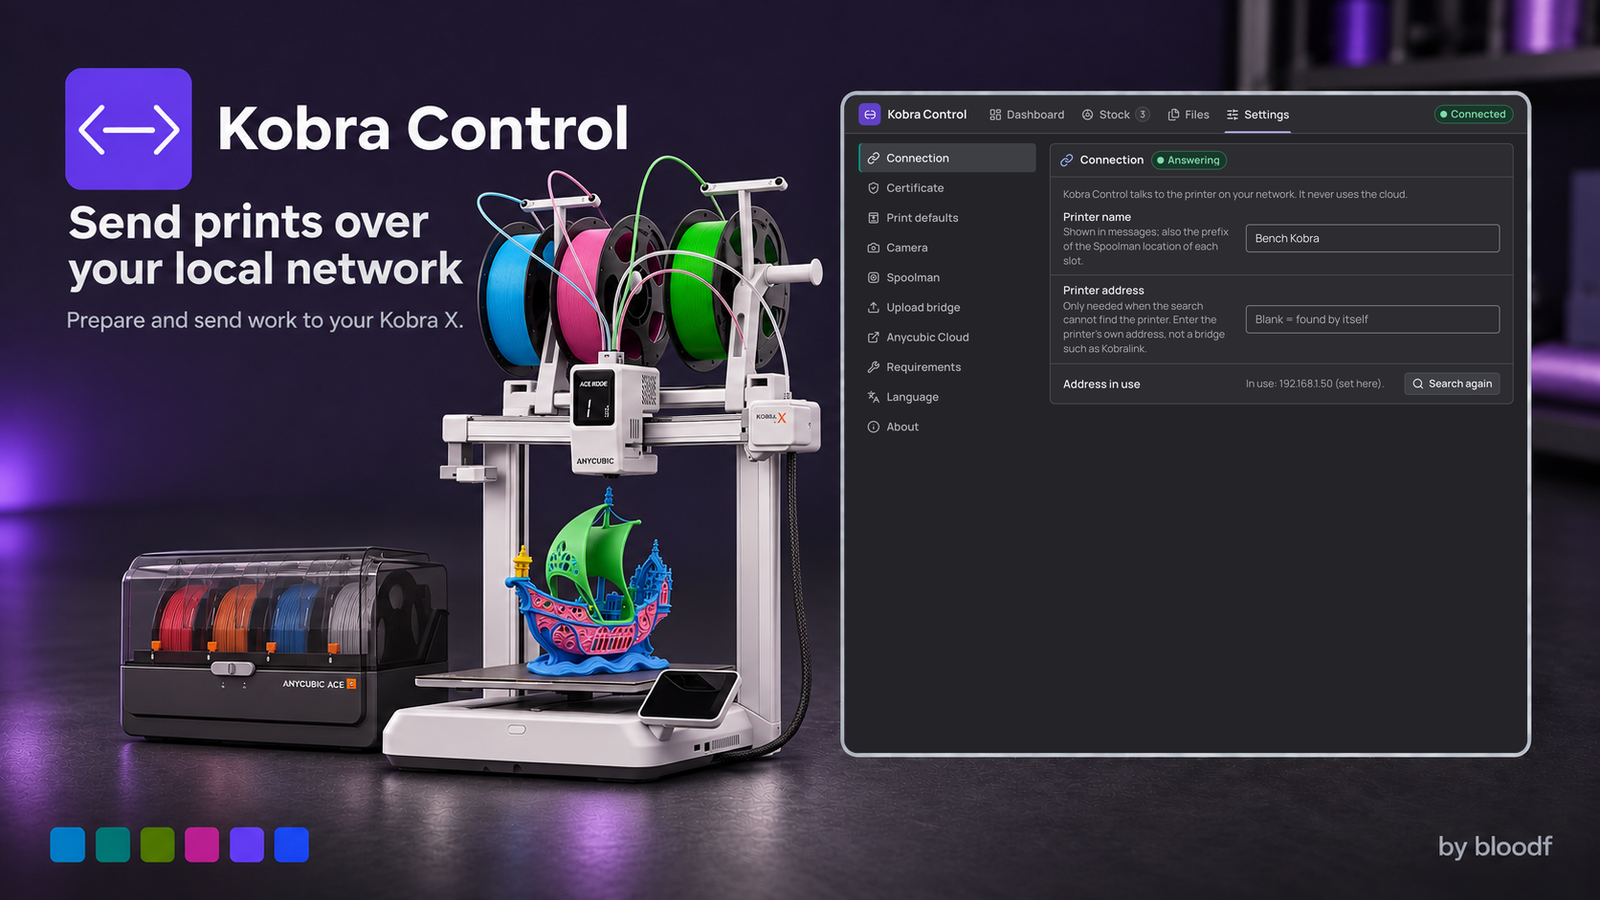 Kobra Control
Send prints over
your local network
Prepare and send work to your Kobra X.
ANYCUBIC
KOBRA X
ANYCUBIC ACE
Kobra Control
Dashboard
Stock 3
Files
Settings
Connected
Connection
Certificate
Print defaults
Camera
Spoolman
Upload bridge
Anycubic Cloud
Requirements
Language
About
Connection
Answering
Kobra Control talks to the printer on your network. It never uses the cloud.
Printer name
Shown in messages; also the prefix
of the Spoolman location of each
slot.
Bench Kobra
Printer address
Only needed when the search
cannot find the printer. Enter the
printer's own address, not a bridge
such as Kobralink.
Blank = found by itself
Address in use
In use: 192.168.1.50 (set here).
Search again
by bloodf